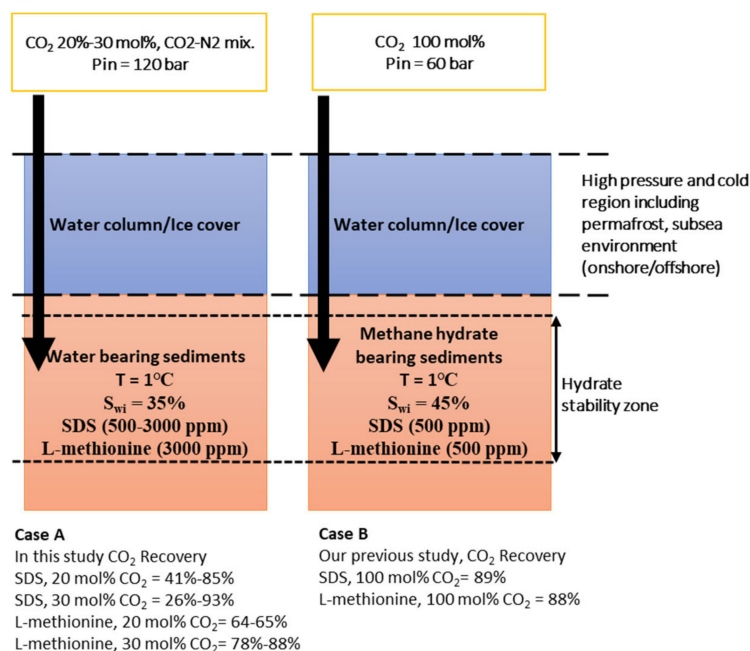 CO₂ 20%-30 mol%, CO2-N2 mix.
Pin = 120 bar
CO₂ 100 mol%
Pin = 60 bar
Water column/Ice cover
Water column/Ice cover
High pressure and cold
region including
permafrost, subsea
environment
(onshore/offshore)
Water bearing sediments
T = 1°C
S_wi = 35%
SDS (500-3000 ppm)
L-methionine (3000 ppm)
Methane hydrate
bearing sediments
T = 1°C
S_wi = 45%
SDS (500 ppm)
L-methionine (500 ppm)
Hydrate
stability zone
Case A
In this study CO₂ Recovery
SDS, 20 mol% CO₂ = 41%-85%
SDS, 30 mol% CO₂ = 26%-93%
L-methionine, 20 mol% CO₂= 64-65%
L-methionine, 30 mol% CO₂= 78%-88%
Case B
Our previous study, CO₂ Recovery
SDS, 100 mol% CO₂= 89%
L-methionine, 100 mol% CO₂ = 88%